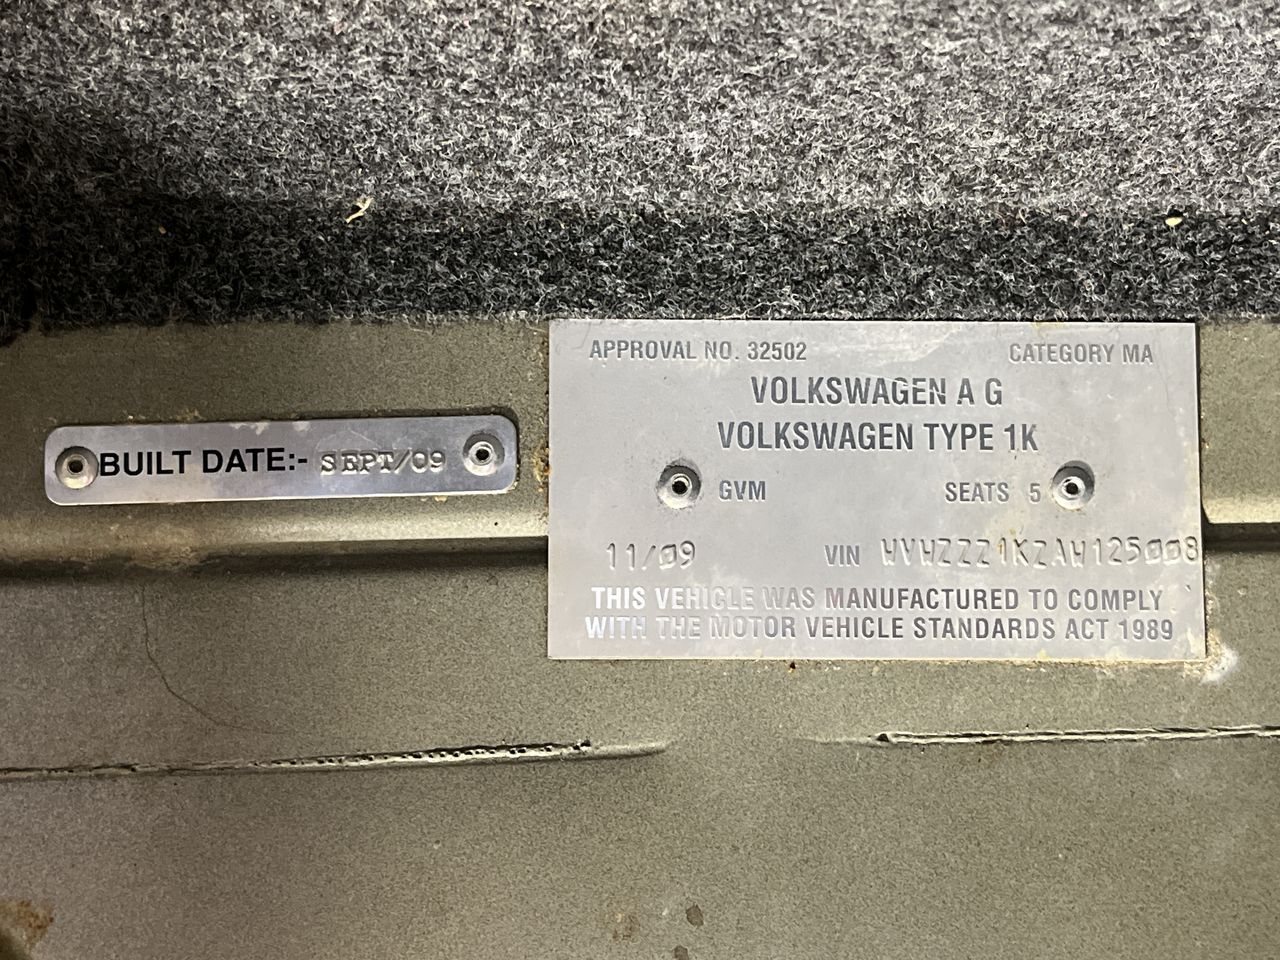 BUILT DATE:- SEPT/09
APPROVAL NO. 32502 CATEGORY MA
VOLKSWAGEN A G
VOLKSWAGEN TYPE 1K
GVM SEATS 5
11/09 VIN WVWZZZ1KZAW125008
THIS VEHICLE WAS MANUFACTURED TO COMPLY
WITH THE MOTOR VEHICLE STANDARDS ACT 1989